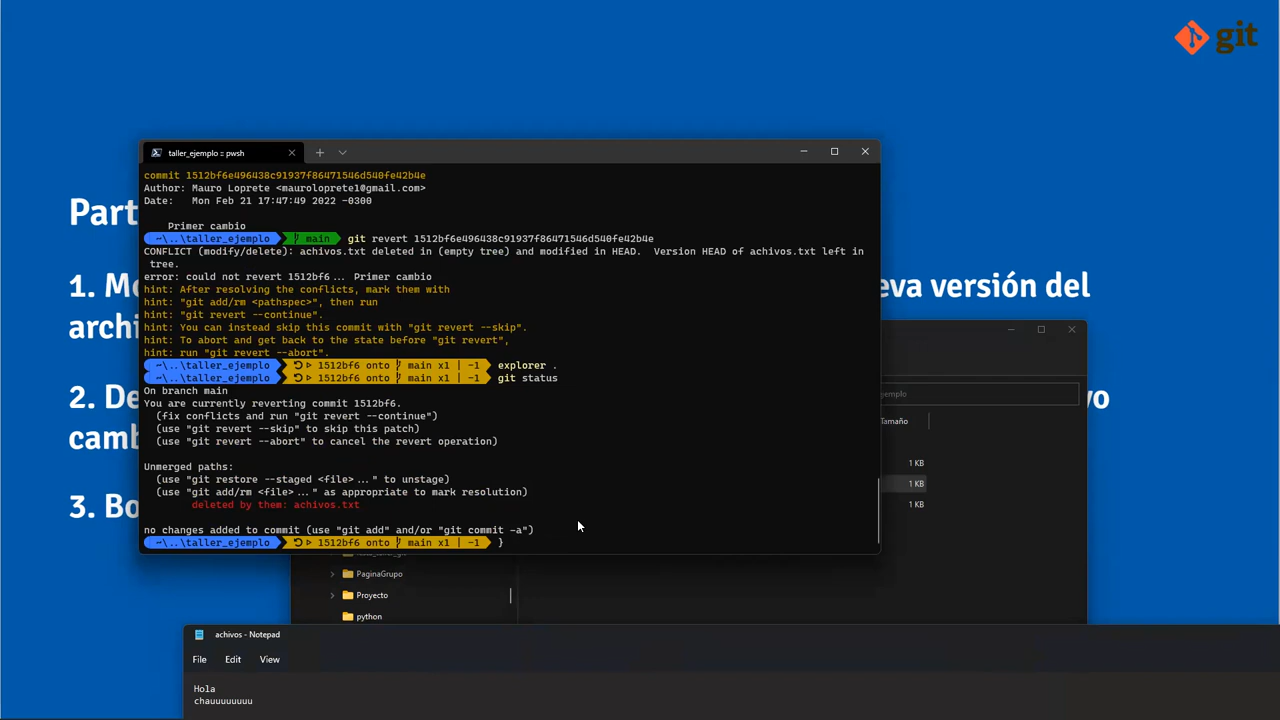 git
Part
1. Mo
eva versión del
archi
2. De
vo
camb
3. Bo
taller_ejemplo :: pwsh
commit 1512bf6e496438c91937f86471546d540fe42b4e
Author: Mauro Loprete <mauroloprete1@gmail.com>
Date:   Mon Feb 21 17:47:49 2022 -0300
Primer cambio
~\..\taller_ejemplo main git revert 1512bf6e496438c91937f86471546d540fe42b4e
CONFLICT (modify/delete): achivos.txt deleted in (empty tree) and modified in HEAD.  Version HEAD of achivos.txt left in
tree.
error: could not revert 1512bf6... Primer cambio
hint: After resolving the conflicts, mark them with
hint: "git add/rm <pathspec>", then run
hint: "git revert --continue".
hint: You can instead skip this commit with "git revert --skip".
hint: To abort and get back to the state before "git revert",
hint: run "git revert --abort".
~\..\taller_ejemplo 1512bf6 onto main x1 | ~1 explorer .
~\..\taller_ejemplo 1512bf6 onto main x1 | ~1 git status
On branch main
You are currently reverting commit 1512bf6.
(fix conflicts and run "git revert --continue")
(use "git revert --skip" to skip this patch)
(use "git revert --abort" to cancel the revert operation)
Unmerged paths:
(use "git restore --staged <file>..." to unstage)
(use "git add/rm <file>..." as appropriate to mark resolution)
deleted by them: achivos.txt
no changes added to commit (use "git add" and/or "git commit -a")
~\..\taller_ejemplo 1512bf6 onto main x1 | ~1 }
ejemplo
Tamaño
1 KB
1 KB
1 KB
PaginaGrupo
Proyecto
python
achivos - Notepad
File Edit View
Hola
chauuuuuuuu